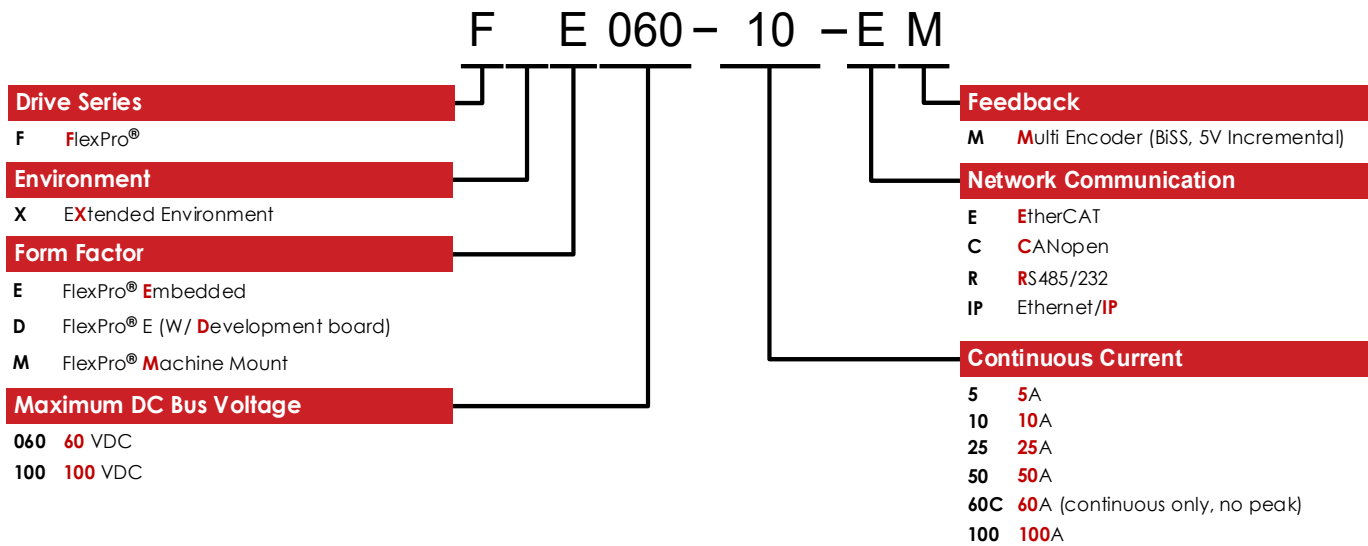 F E 060 – 10 – E M
Drive Series
F FlexPro®
Environment
X EXtended Environment
Form Factor
E FlexPro® Embedded
D FlexPro® E (W/ Development board)
M FlexPro® Machine Mount
Maximum DC Bus Voltage
060 60 VDC
100 100 VDC
Feedback
M Multi Encoder (BiSS, 5V Incremental)
Network Communication
E EtherCAT
C CANopen
R RS485/232
IP Ethernet/IP
Continuous Current
5 5A
10 10A
25 25A
50 50A
60C 60A (continuous only, no peak)
100 100A